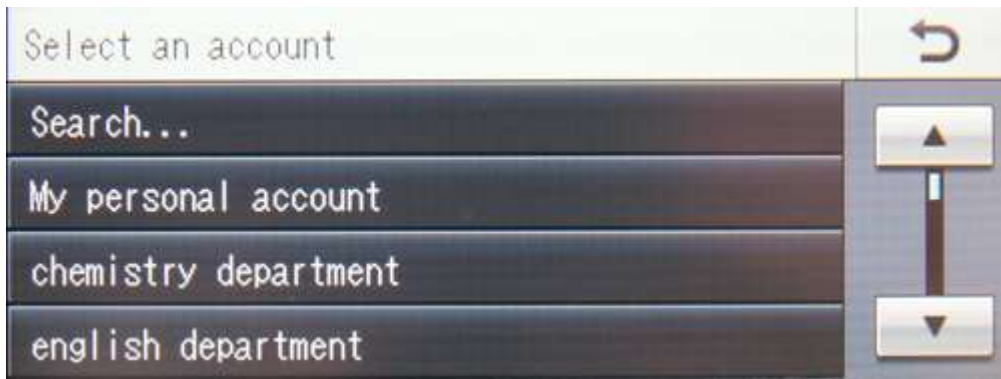 Select an account
Search...
My personal account
chemistry department
english department